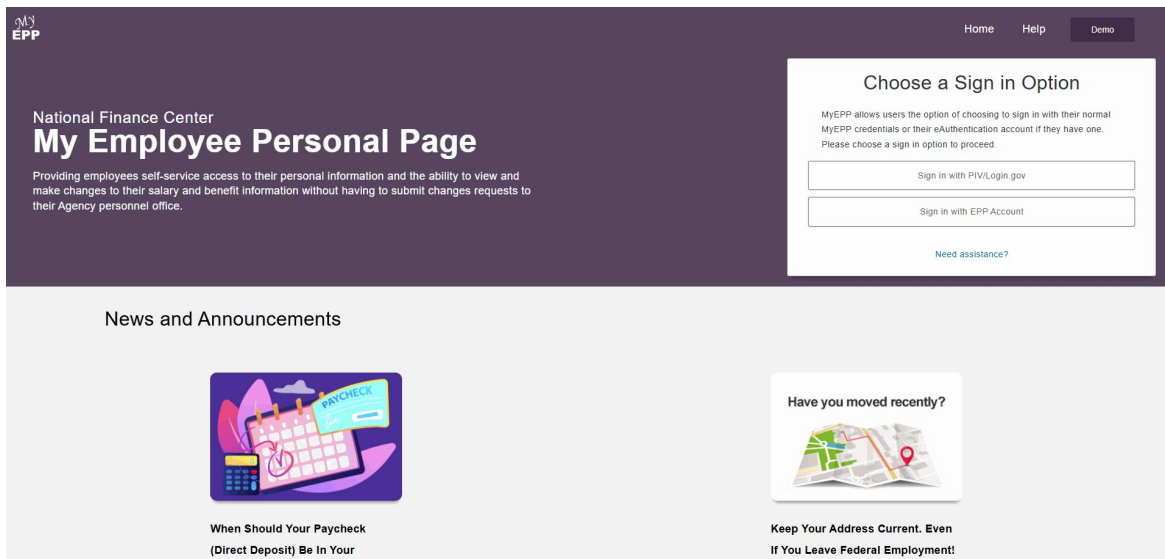 My
EPP
Home Help Demo
Choose a Sign in Option
MyEPP allows users the option of choosing to sign in with their normal
MyEPP credentials or their eAuthentication account if they have one.
Please choose a sign in option to proceed.
Sign in with PIV/Login.gov
Sign in with EPP Account
Need assistance?
National Finance Center
My Employee Personal Page
Providing employees self-service access to their personal information and the ability to view and
make changes to their salary and benefit information without having to submit changes requests to
their Agency personnel office.
News and Announcements
PAYCHECK
When Should Your Paycheck
(Direct Deposit) Be In Your
Have you moved recently?
Keep Your Address Current. Even
If You Leave Federal Employment!